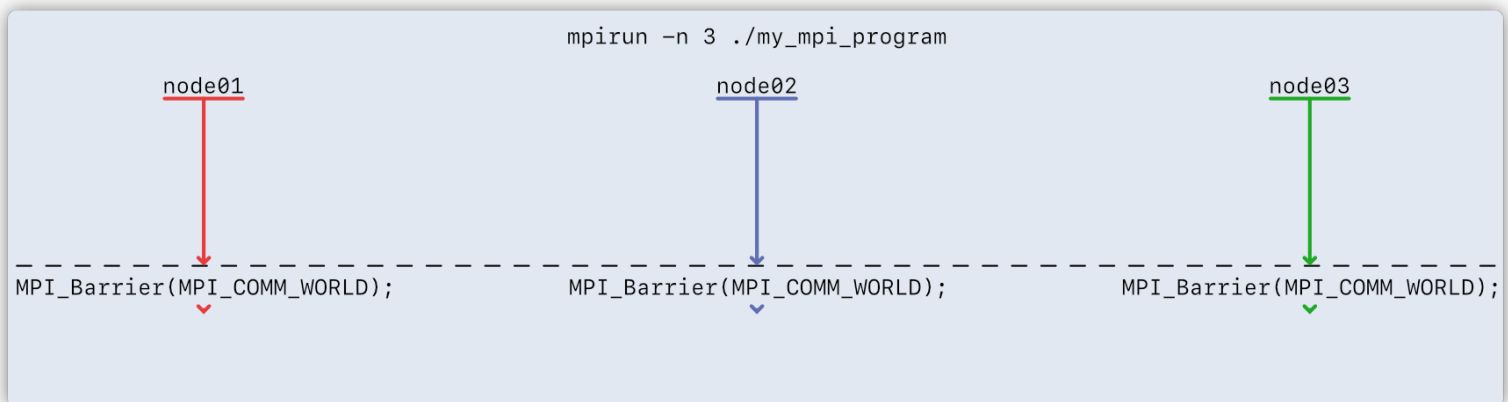 mpirun -n 3 ./my_mpi_program
node01 node02 node03
MPI_Barrier(MPI_COMM_WORLD); MPI_Barrier(MPI_COMM_WORLD); MPI_Barrier(MPI_COMM_WORLD);